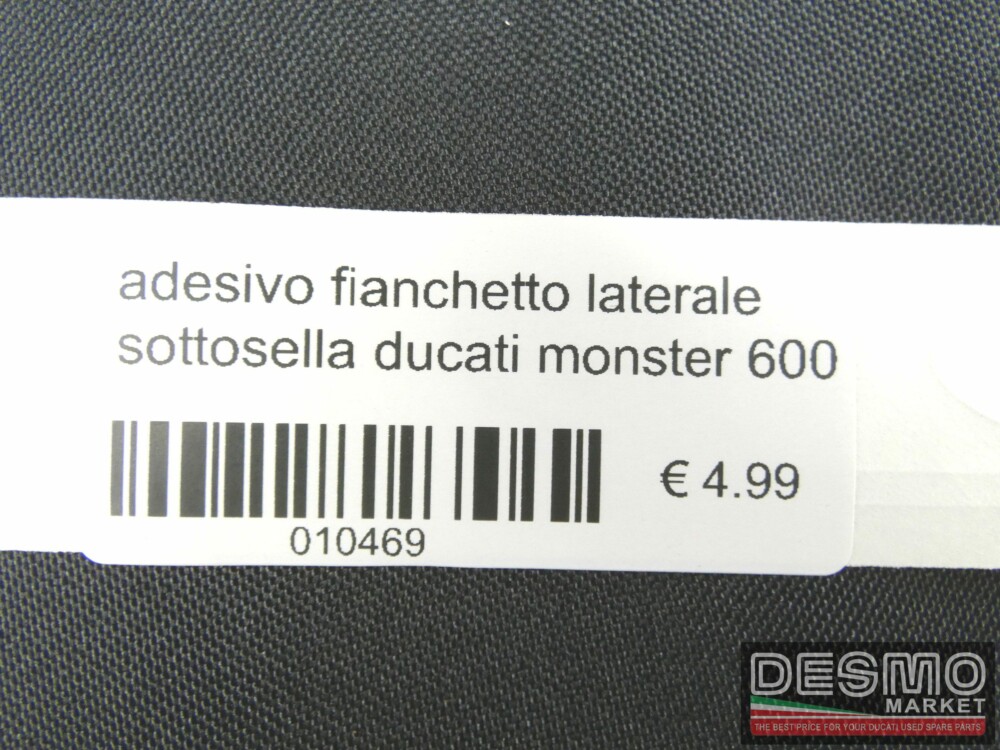 adesivo fianchetto laterale
sottosella ducati monster 600
€ 4.99
010469
DESMO
MARKET
THE BEST PRICE FOR YOUR DUCATI USED SPARE PARTS